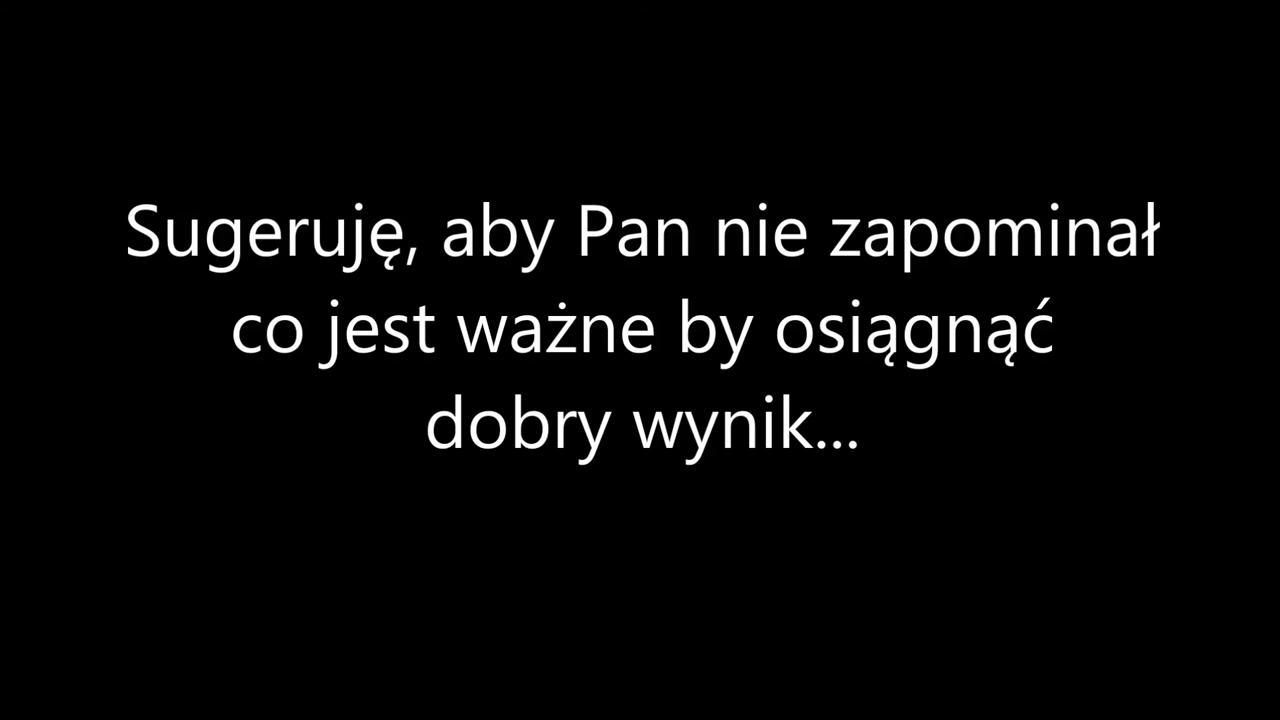 Sugeruję, aby Pan nie zapominał
co jest ważne by osiągnąć
dobry wynik...